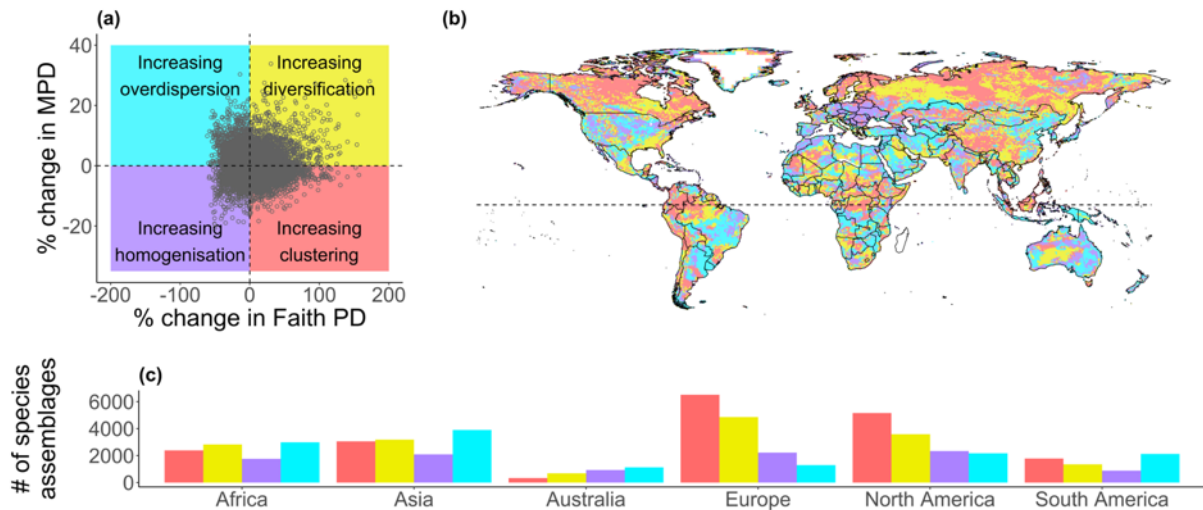 (a)
40
20
0
-20
% change in MPD
Increasing
overdispersion
Increasing
diversification
Increasing
homogenisation
Increasing
clustering
-200
-100
0
100
200
% change in Faith PD
(b)
(c)
# of species
assemblages
6000
4000
2000
0
Africa
Asia
Australia
Europe
North America
South America